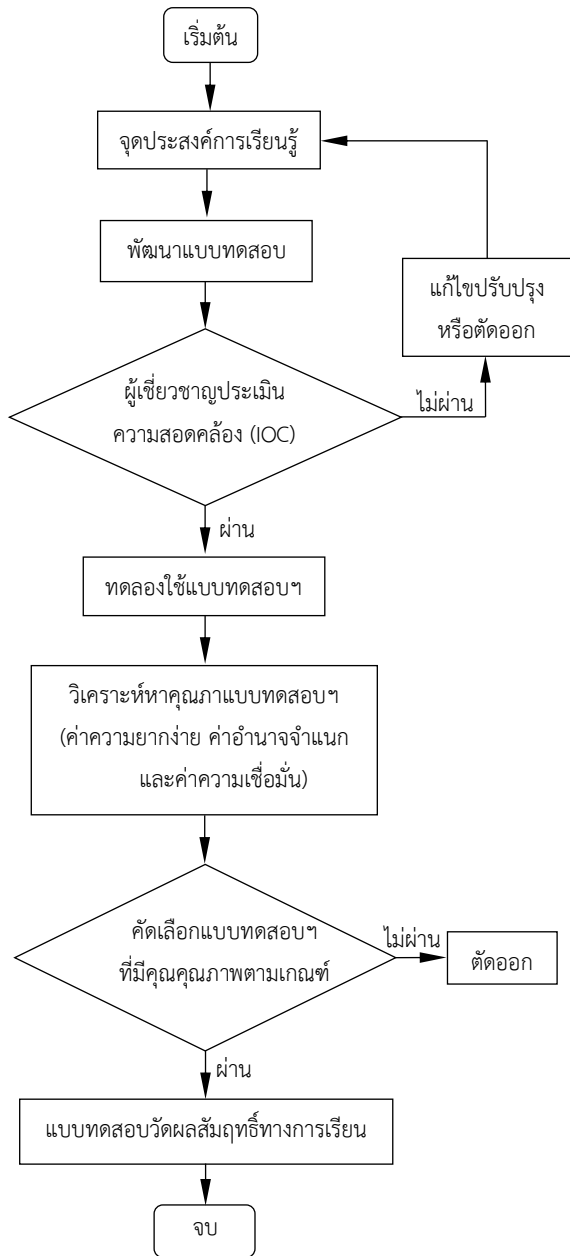 เริ่มต้น
จุดประสงค์การเรียนรู้
พัฒนาแบบทดสอบ
แก้ไขปรับปรุง
หรือตัดออก
ผู้เชี่ยวชาญประเมิน
ความสอดคล้อง (IOC)
ไม่ผ่าน
ผ่าน
ทดลองใช้แบบทดสอบฯ
วิเคราะห์หาคุณภาแบบทดสอบฯ
(ค่าความยากง่าย ค่าอำนาจจำแนก
และค่าความเชื่อมั่น)
คัดเลือกแบบทดสอบฯ
ที่มีคุณคุณภาพตามเกณฑ์
ไม่ผ่าน
ตัดออก
ผ่าน
แบบทดสอบวัดผลสัมฤทธิ์ทางการเรียน
จบ